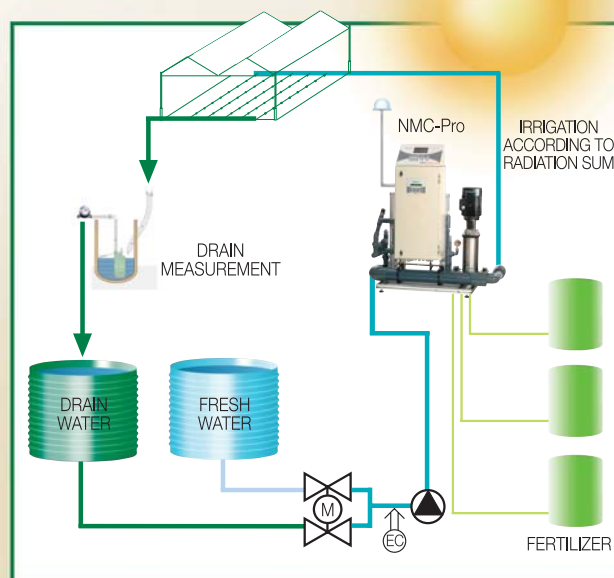 NMC-Pro
IRRIGATION
ACCORDING TO
RADIATION SUM
DRAIN
MEASUREMENT
DRAIN
WATER
FRESH
WATER
M
EC
FERTILIZER